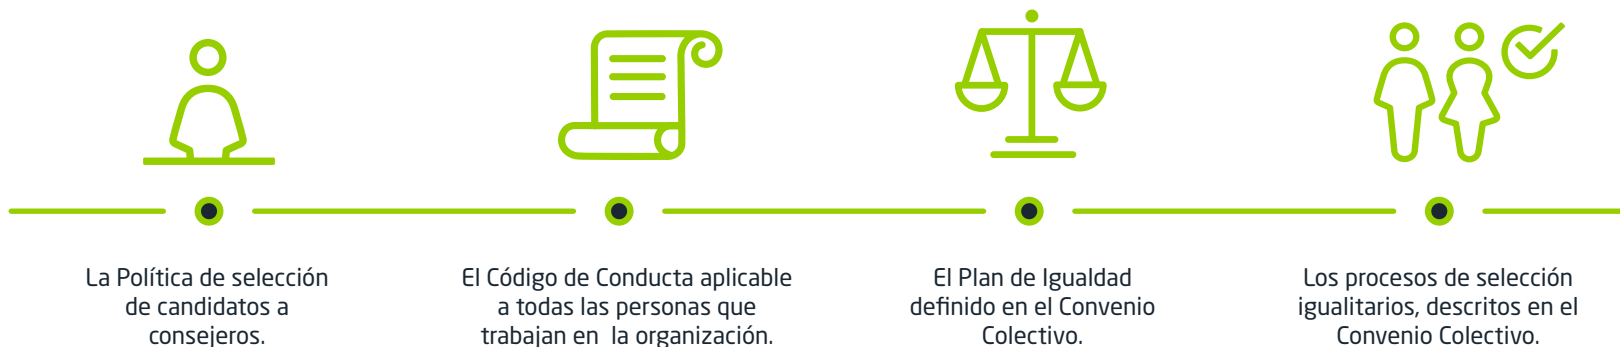 La Política de selección
de candidatos a
consejeros.
El Código de Conducta aplicable
a todas las personas que
trabajan en  la organización.
El Plan de Igualdad
definido en el Convenio
Colectivo.
Los procesos de selección
igualitarios, descritos en el
Convenio Colectivo.